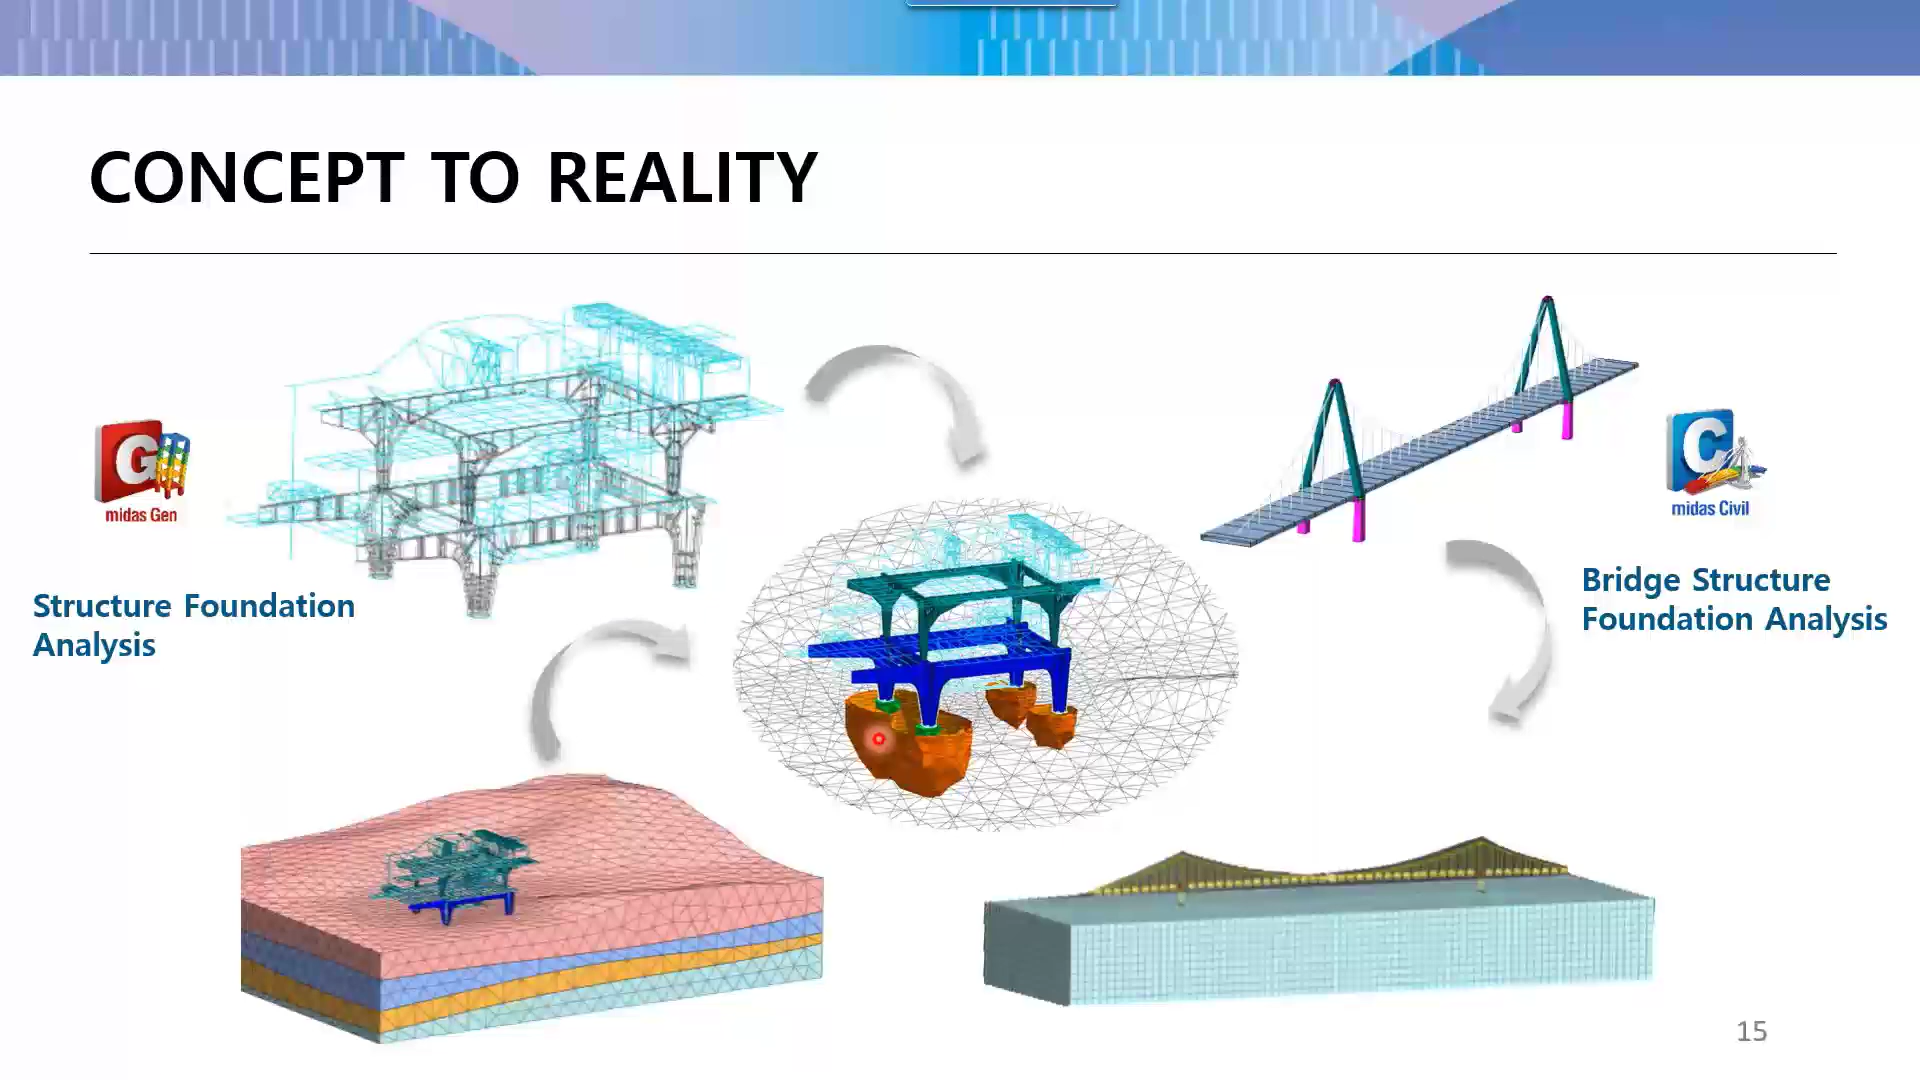 CONCEPT TO REALITY
G
midas Gen
Structure Foundation
Analysis
C
midas Civil
Bridge Structure
Foundation Analysis
15